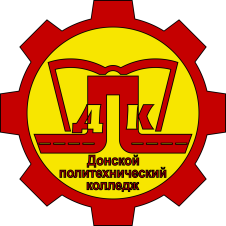 ДПК
Донской
политехнический
колледж